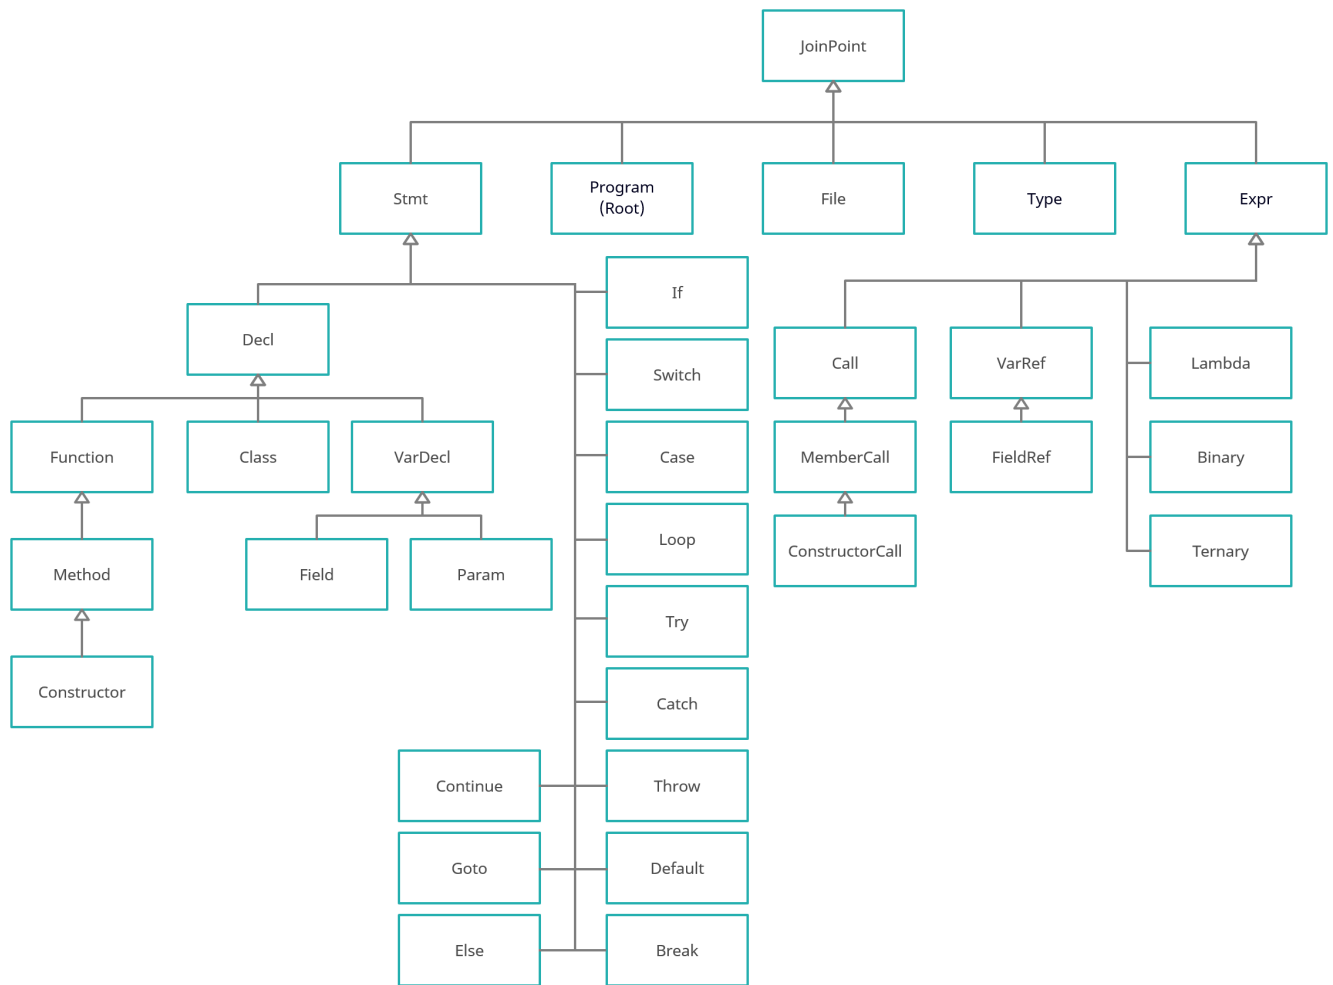 JoinPoint
Stmt
Program
(Root)
File
Type
Expr
If
Decl
Call
VarRef
Lambda
Switch
Function
Class
VarDecl
Case
MemberCall
FieldRef
Binary
Loop
ConstructorCall
Ternary
Method
Field
Param
Try
Constructor
Catch
Continue
Throw
Goto
Default
Else
Break